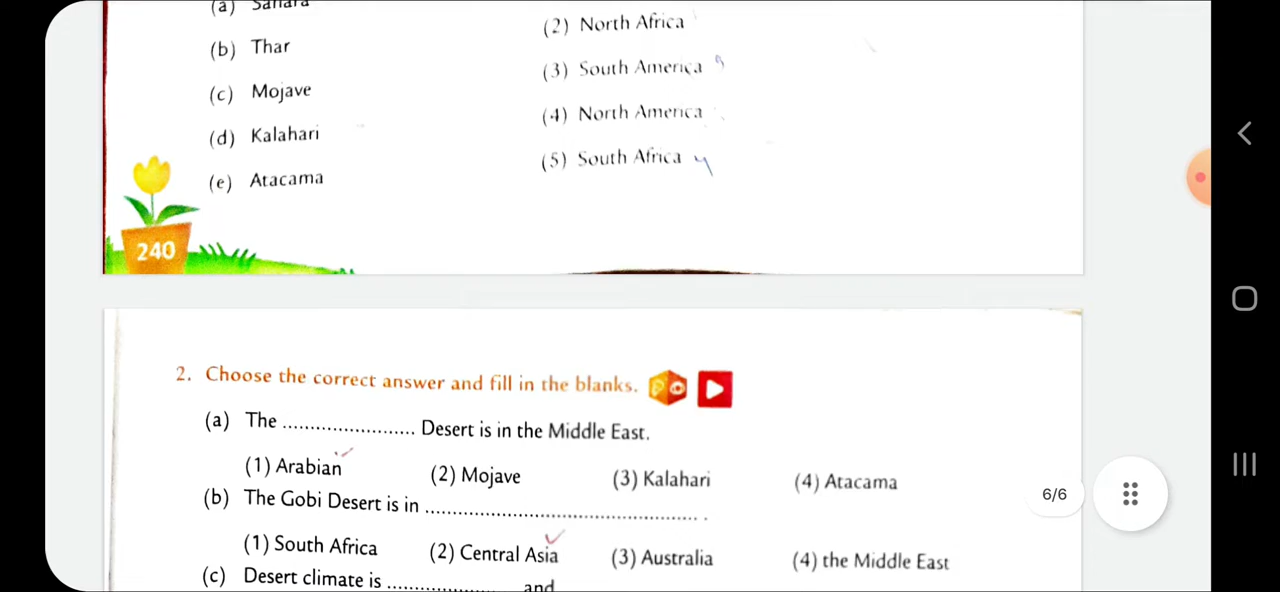 (a) Sahara
(2) North Africa
(b) Thar
(3) South America
(c) Mojave
(4) North America
(d) Kalahari
(5) South Africa
(e) Atacama
240
2. Choose the correct answer and fill in the blanks.
(a) The ...................... Desert is in the Middle East.
(1) Arabian (2) Mojave (3) Kalahari (4) Atacama
(b) The Gobi Desert is in ............................................. .
(1) South Africa (2) Central Asia (3) Australia (4) the Middle East
(c) Desert climate is .................. and
6/6